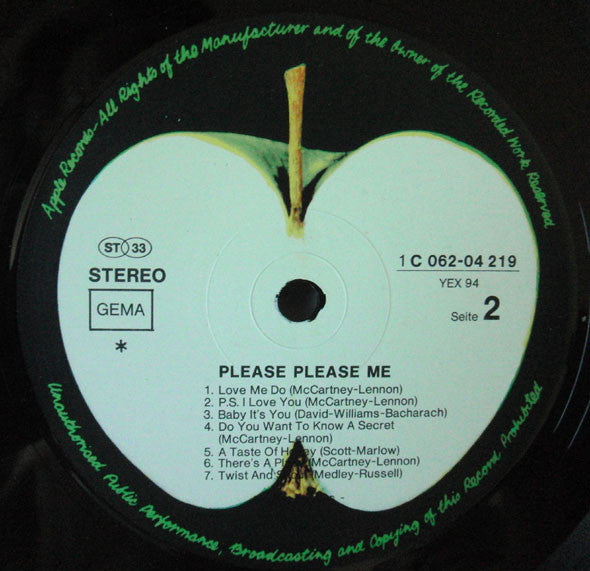 Apple Records-All Rights of the Manufacturer and of the Owner of the Recorded Work Reserved
ST 33
STEREO
GEMA
*
1 C 062-04 219
YEX 94
Seite 2
PLEASE PLEASE ME
1. Love Me Do (McCartney-Lennon)
2. P.S. I Love You (McCartney-Lennon)
3. Baby It's You (David-Williams-Bacharach)
4. Do You Want To Know A Secret
(McCartney-Lennon)
5. A Taste Of Honey (Scott-Marlow)
6. There's A (McCartney-Lennon)
7. Twist And (Medley-Russell)
Unauthorised Public Performance, Broadcasting and Copying of this Record Prohibited